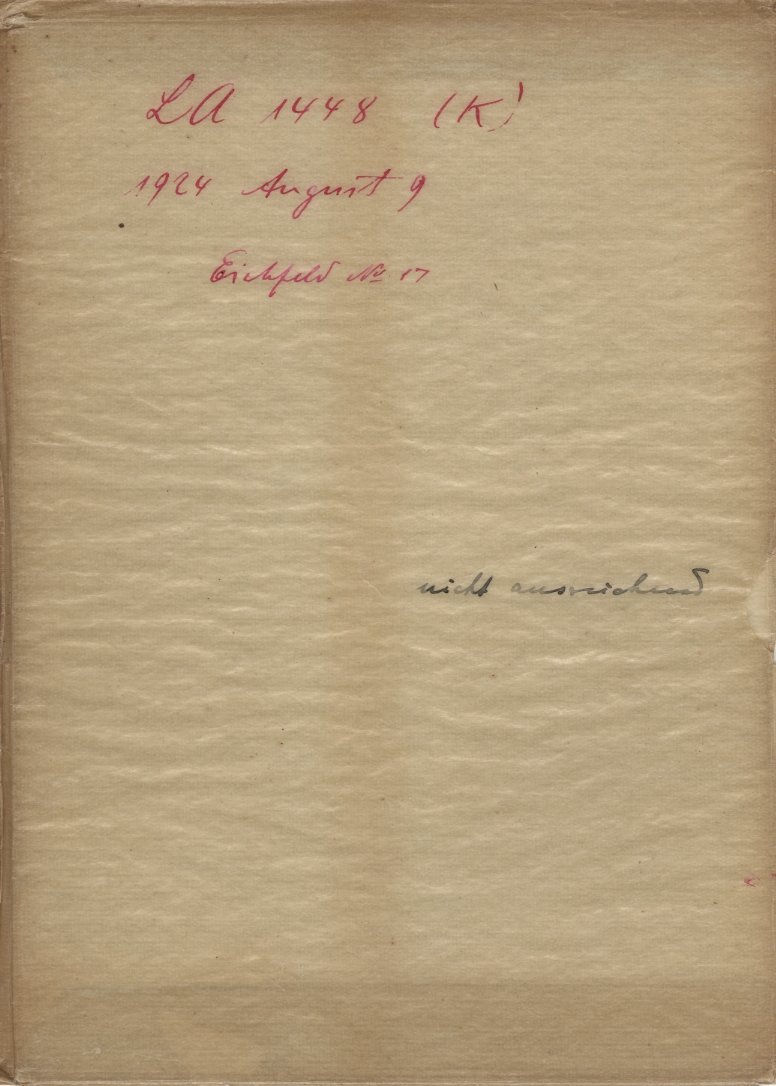 LA 1448 (K)
1924 August 9
Eichfeld No 17
nicht ausreichend